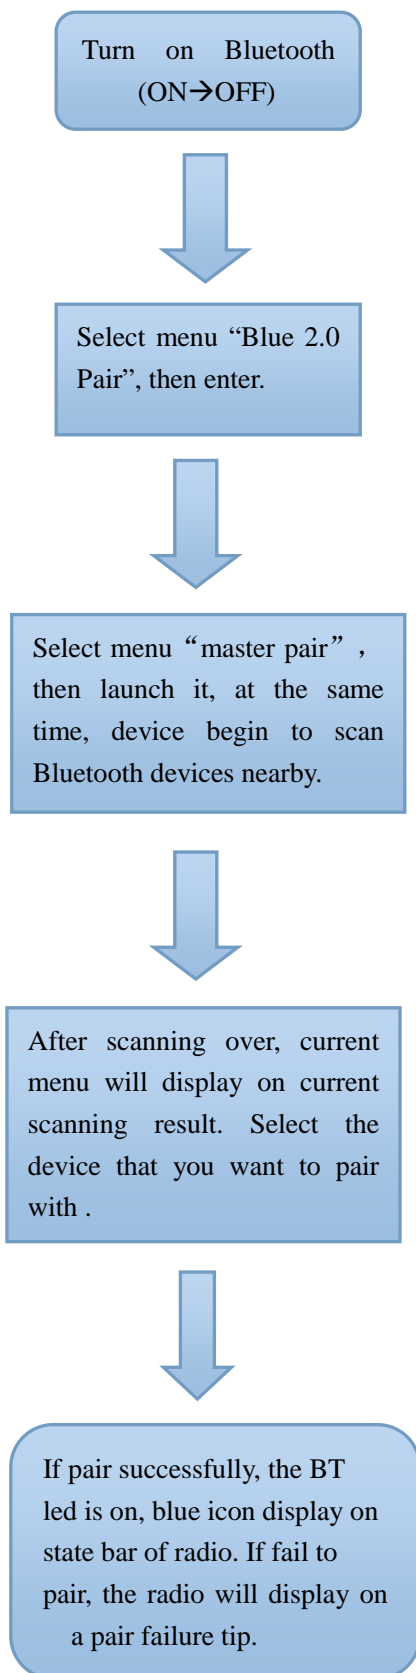 Turn on Bluetooth
(ON→OFF)
Select menu “Blue 2.0
Pair”, then enter.
Select menu “master pair”，
then launch it, at the same
time, device begin to scan
Bluetooth devices nearby.
After scanning over, current
menu will display on current
scanning result. Select the
device that you want to pair
with .
If pair successfully, the BT
led is on, blue icon display on
state bar of radio. If fail to
pair, the radio will display on
a pair failure tip.